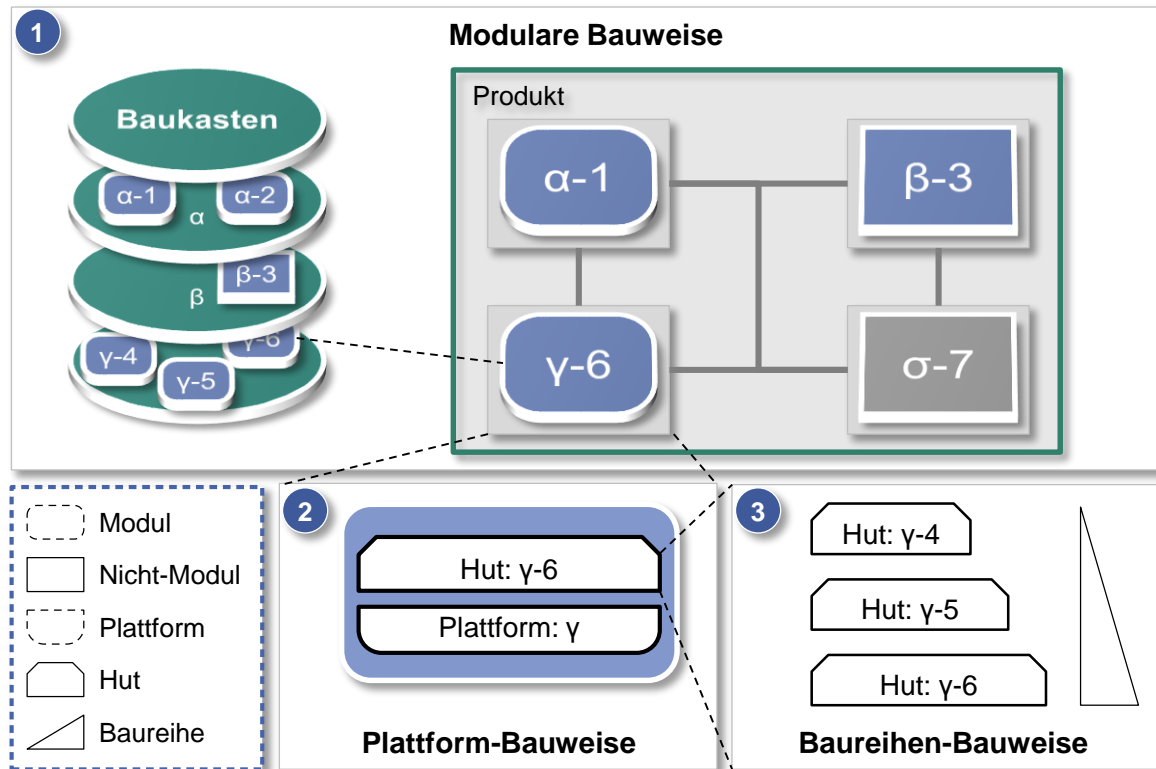 1
Modulare Bauweise
Baukasten
α-1
α-2
α
β-3
β
γ-6
γ-4
γ-5
Produkt
α-1
β-3
γ-6
σ-7
Modul
Nicht-Modul
Plattform
Hut
Baureihe
2
Hut: γ-6
Plattform: γ
Plattform-Bauweise
3
Hut: γ-4
Hut: γ-5
Hut: γ-6
Baureihen-Bauweise